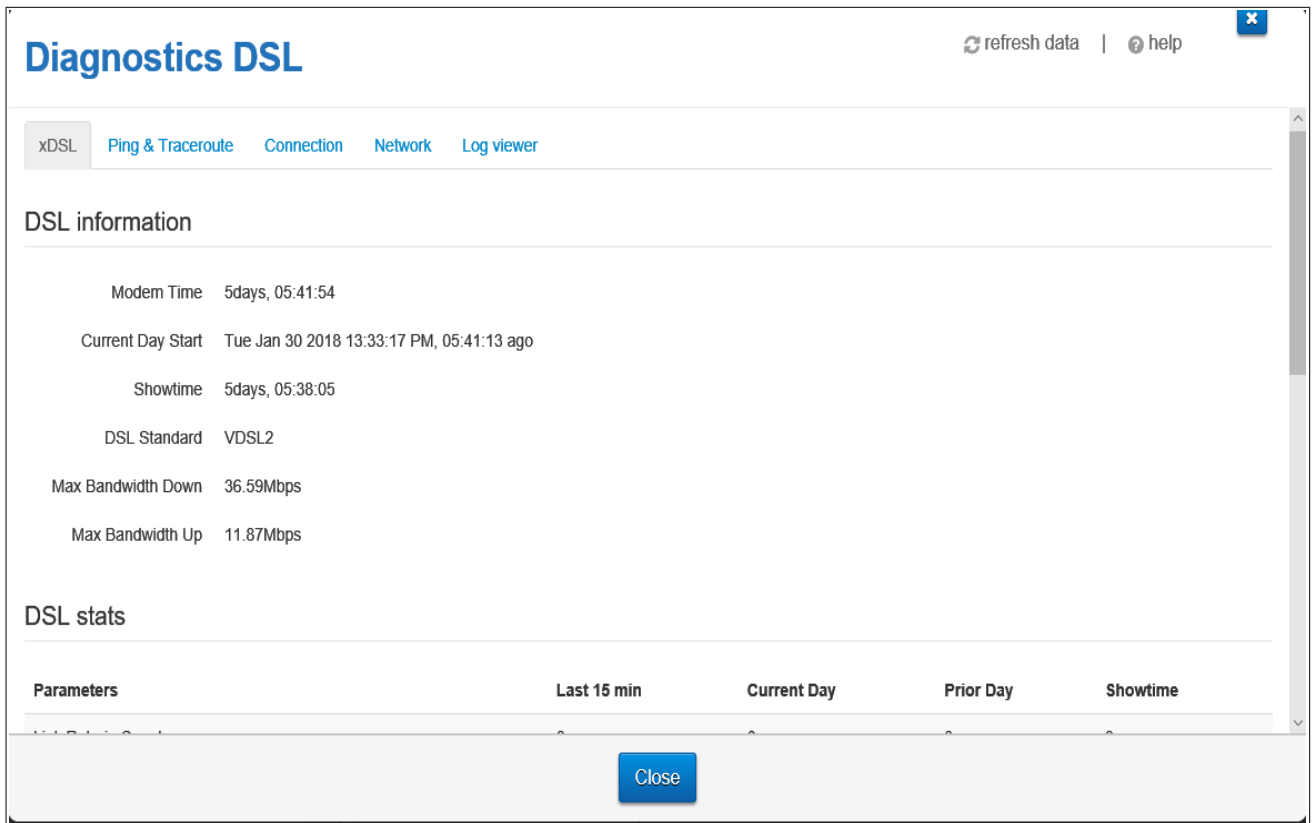 Diagnostics DSL
refresh data | help
xDSL Ping & Traceroute Connection Network Log viewer
DSL information
Modem Time 5days, 05:41:54
Current Day Start Tue Jan 30 2018 13:33:17 PM, 05:41:13 ago
Showtime 5days, 05:38:05
DSL Standard VDSL2
Max Bandwidth Down 36.59Mbps
Max Bandwidth Up 11.87Mbps
DSL stats
Parameters Last 15 min Current Day Prior Day Showtime
Close